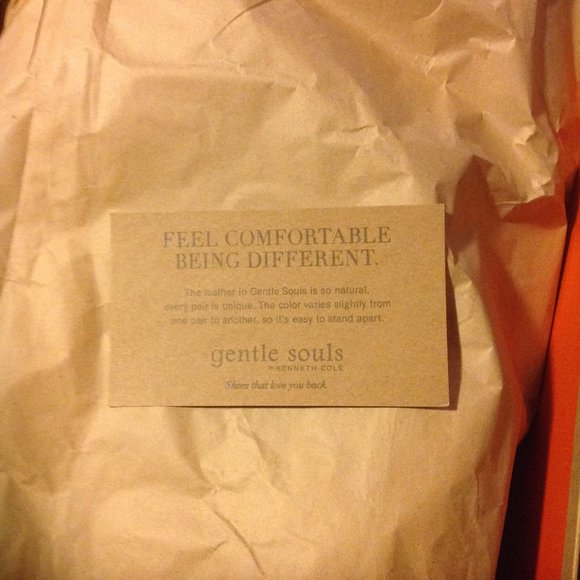 FEEL COMFORTABLE
BEING DIFFERENT.
The leather in Gentle Souls is so natural,
every pair is unique. The color varies slightly from
one pair to another, so it's easy to stand apart.
gentle souls
BY KENNETH COLE
Shoes that love you back.